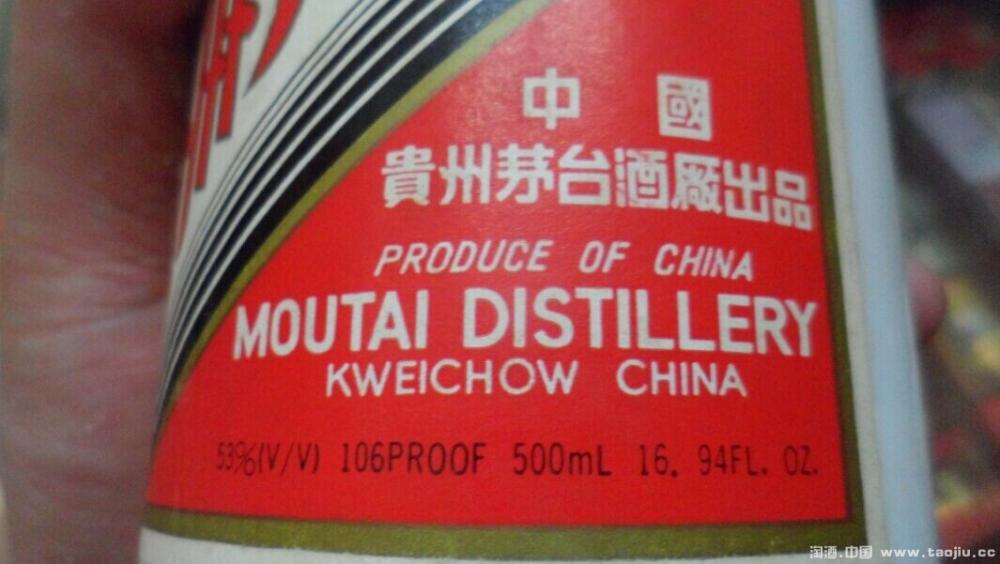 中國
貴州茅台酒厰出品
PRODUCE OF CHINA
MOUTAI DISTILLERY
KWEICHOW CHINA
53%(V/V) 106PROOF 500mL 16. 94FL. OZ.
淘酒.中国 www.taojiu.cc